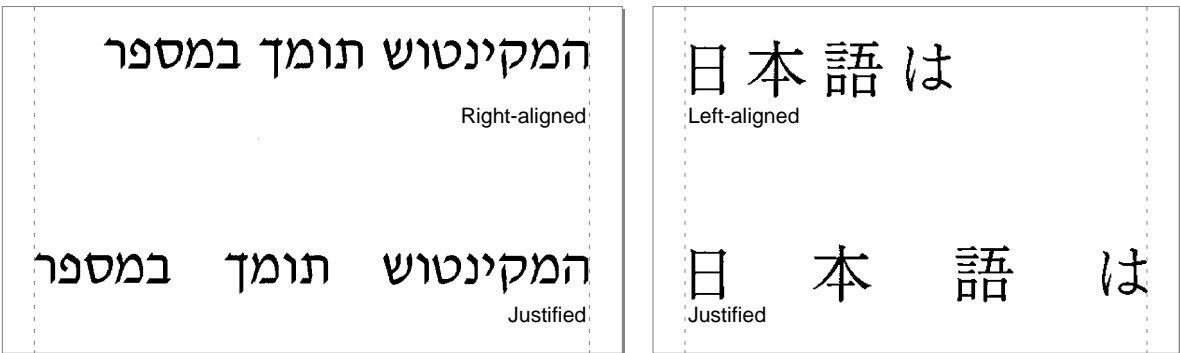 המקינטוש תומך במספר
Right-aligned
המקינטוש תומך במספר
Justified
日本語は
Left-aligned
日本語は
Justified